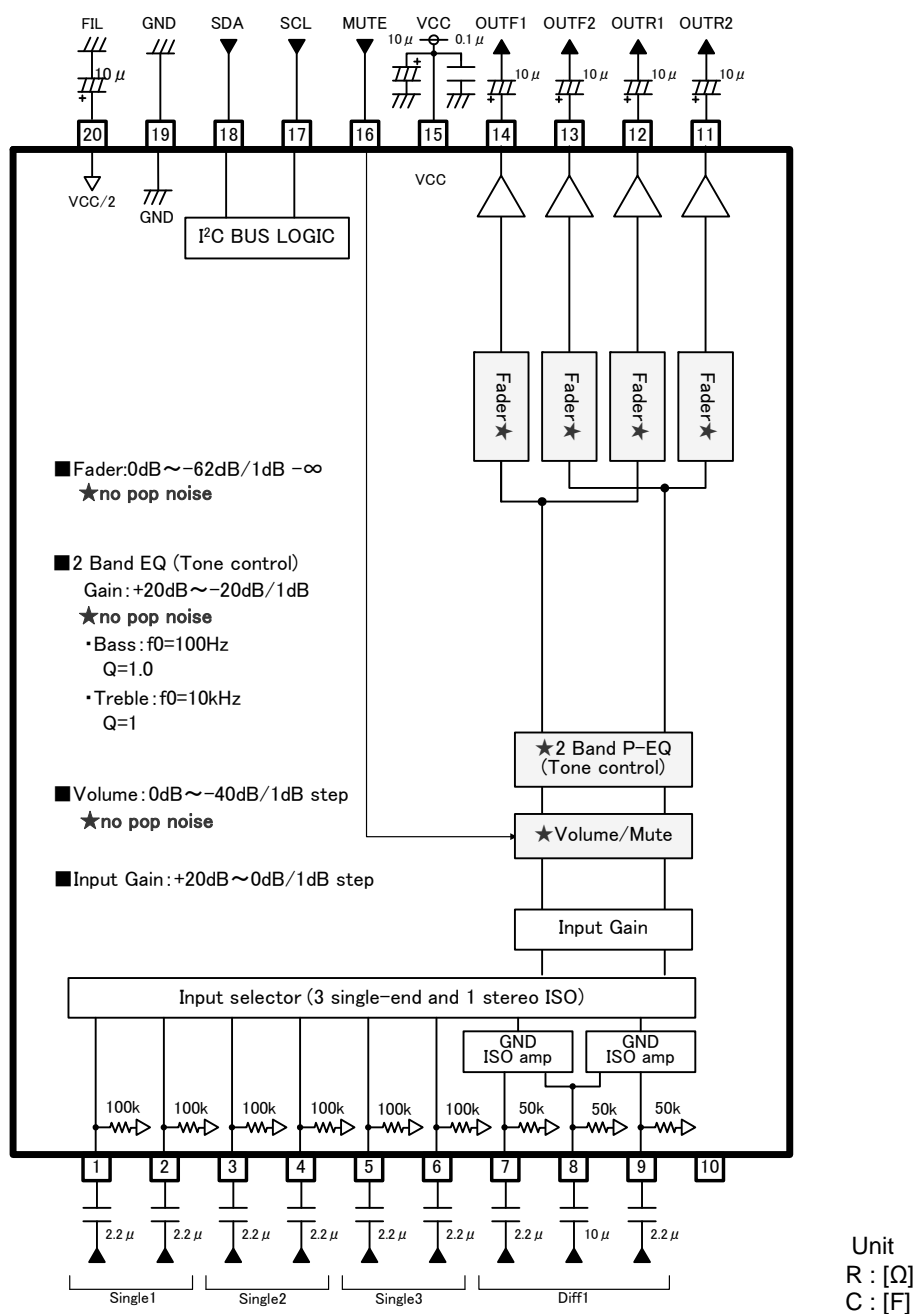 FIL GND SDA SCL MUTE VCC OUTF1 OUTF2 OUTR1 OUTR2
10μ 10μ 0.1μ 10μ 10μ 10μ 10μ
+ + + + + +
20 19 18 17 16 15 14 13 12 11
VCC/2 GND VCC
I²C BUS LOGIC
Fader★ Fader★ Fader★ Fader★
■Fader:0dB～-62dB/1dB -∞
★no pop noise
■2 Band EQ (Tone control)
Gain:+20dB～-20dB/1dB
★no pop noise
・Bass:f0=100Hz
Q=1.0
・Treble:f0=10kHz
Q=1
★2 Band P-EQ
(Tone control)
■Volume:0dB～-40dB/1dB step
★no pop noise
★Volume/Mute
■Input Gain:+20dB～0dB/1dB step
Input Gain
Input selector (3 single-end and 1 stereo ISO)
GND
ISO amp
GND
ISO amp
100k 100k 100k 100k 100k 100k 50k 50k 50k
1 2 3 4 5 6 7 8 9 10
2.2μ 2.2μ 2.2μ 2.2μ 2.2μ 2.2μ 2.2μ 10μ 2.2μ
Single1 Single2 Single3 Diff1
Unit
R : [Ω]
C : [F]